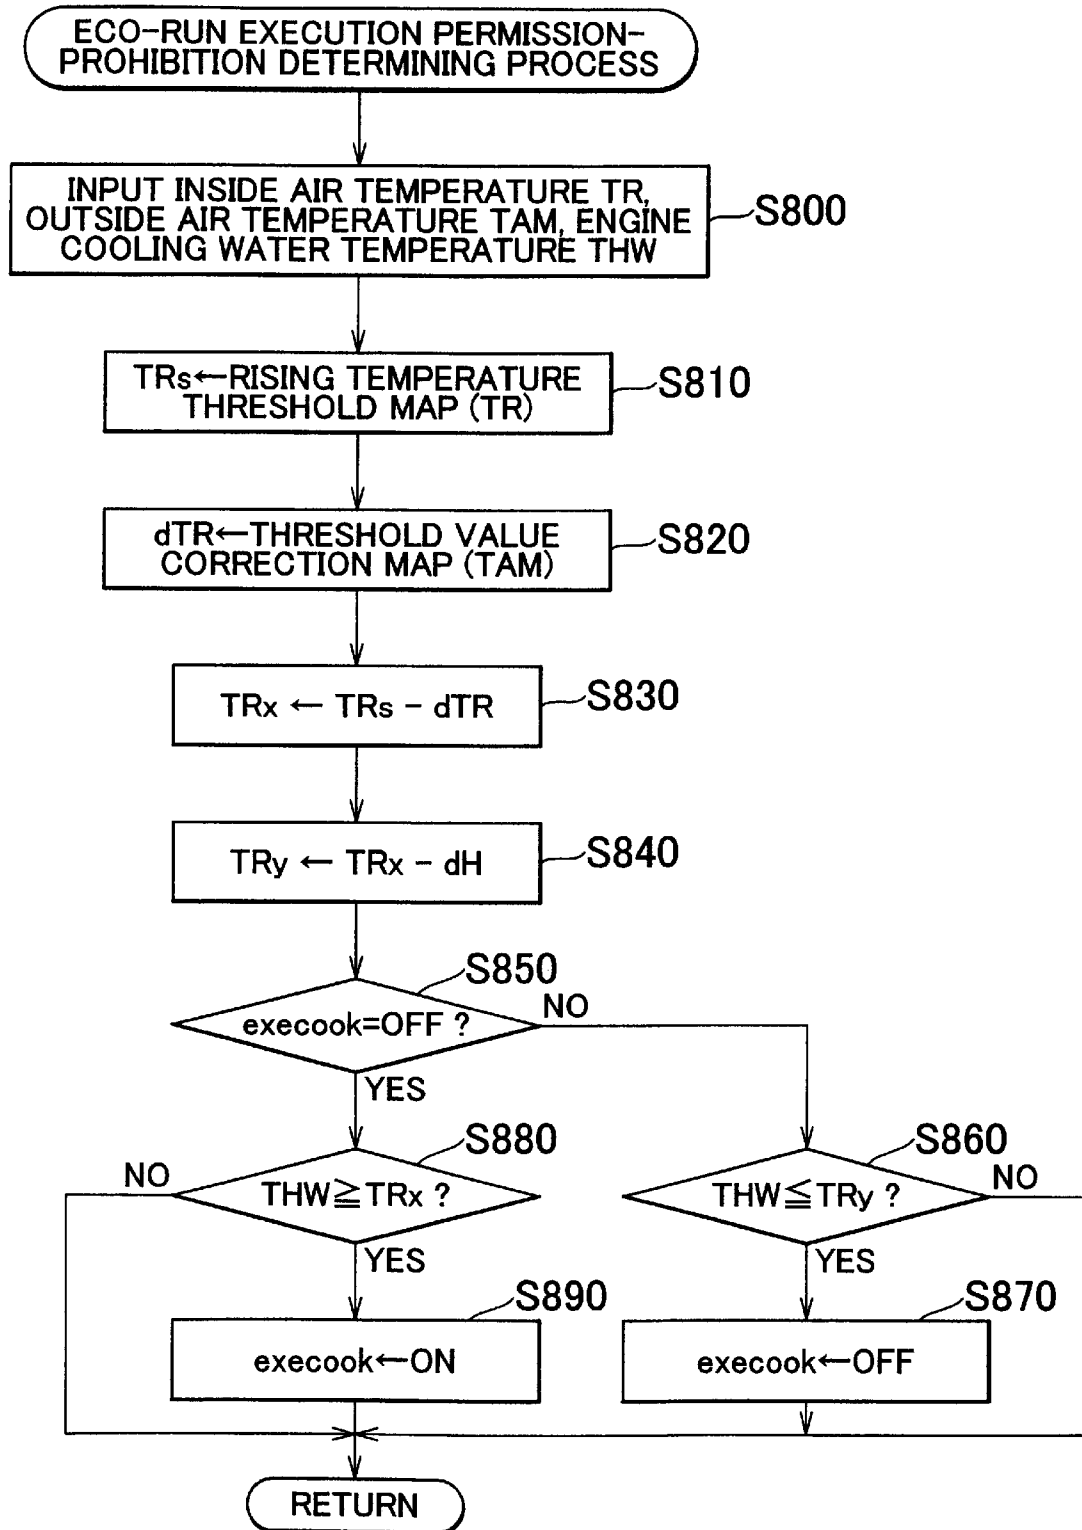 ECO-RUN EXECUTION PERMISSION-
PROHIBITION DETERMINING PROCESS
INPUT INSIDE AIR TEMPERATURE TR,
OUTSIDE AIR TEMPERATURE TAM, ENGINE
COOLING WATER TEMPERATURE THW
S800
TRs←RISING TEMPERATURE
THRESHOLD MAP (TR)
S810
dTR←THRESHOLD VALUE
CORRECTION MAP (TAM)
S820
TRx ← TRs - dTR
S830
TRy ← TRx - dH
S840
S850
execook=OFF ?
NO
YES
S880
NO
THW≧TRx ?
YES
S860
THW≦TRy ?
NO
YES
S890
execook←ON
S870
execook←OFF
RETURN